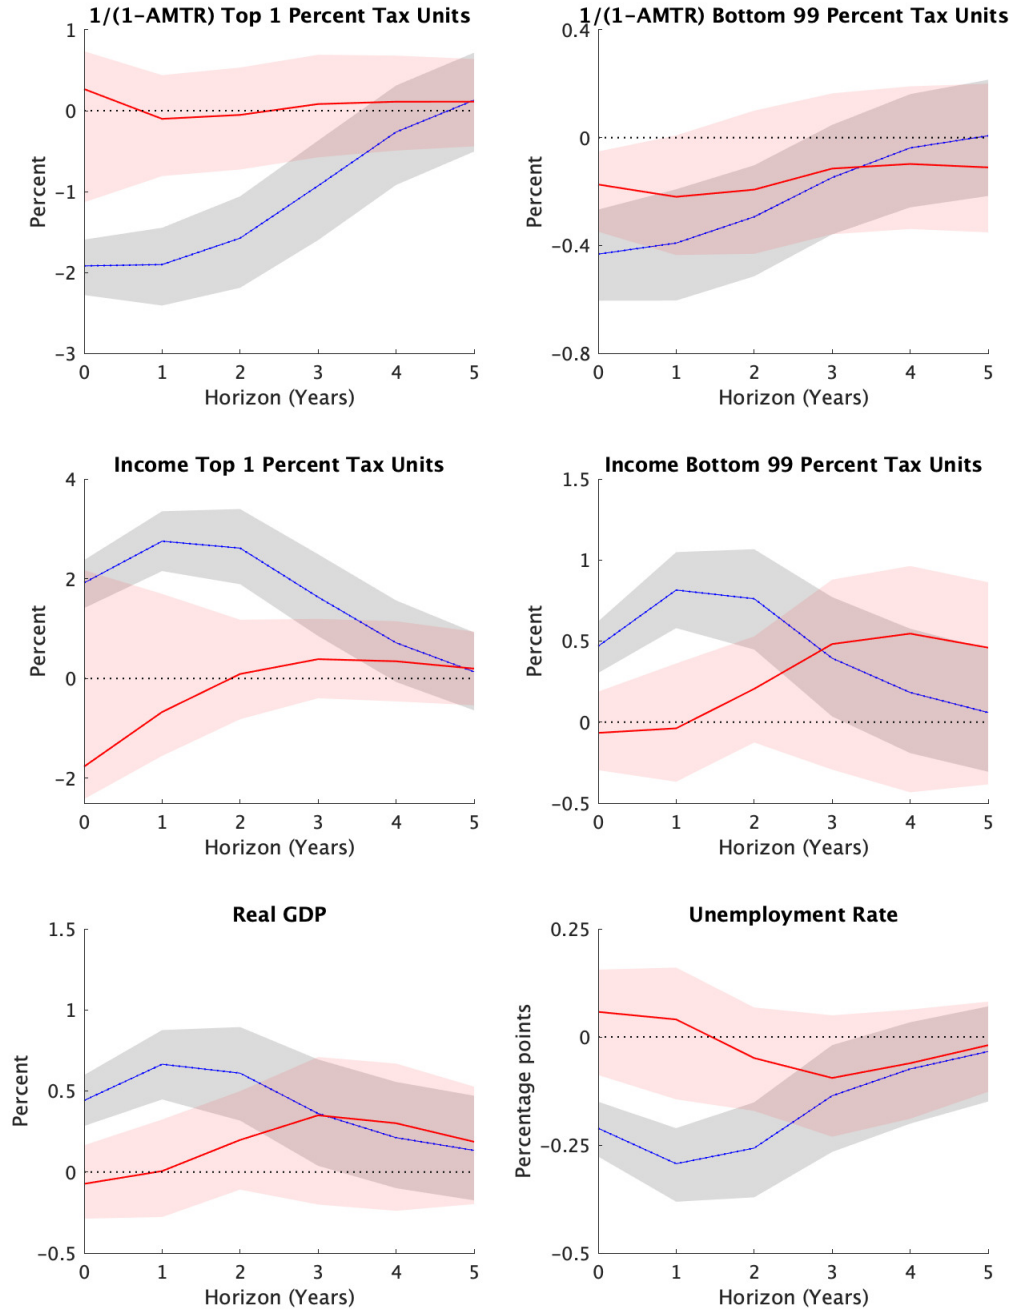 1/(1-AMTR) Top 1 Percent Tax Units
1
0
-1
-2
-3
Percent
0 1 2 3 4 5
Horizon (Years)
1/(1-AMTR) Bottom 99 Percent Tax Units
0.4
0
-0.4
-0.8
Percent
0 1 2 3 4 5
Horizon (Years)
Income Top 1 Percent Tax Units
4
2
0
-2
Percent
0 1 2 3 4 5
Horizon (Years)
Income Bottom 99 Percent Tax Units
1.5
1
0.5
0
-0.5
Percent
0 1 2 3 4 5
Horizon (Years)
Real GDP
1.5
1
0.5
0
-0.5
Percent
0 1 2 3 4 5
Horizon (Years)
Unemployment Rate
0.25
0
-0.25
-0.5
Percentage points
0 1 2 3 4 5
Horizon (Years)